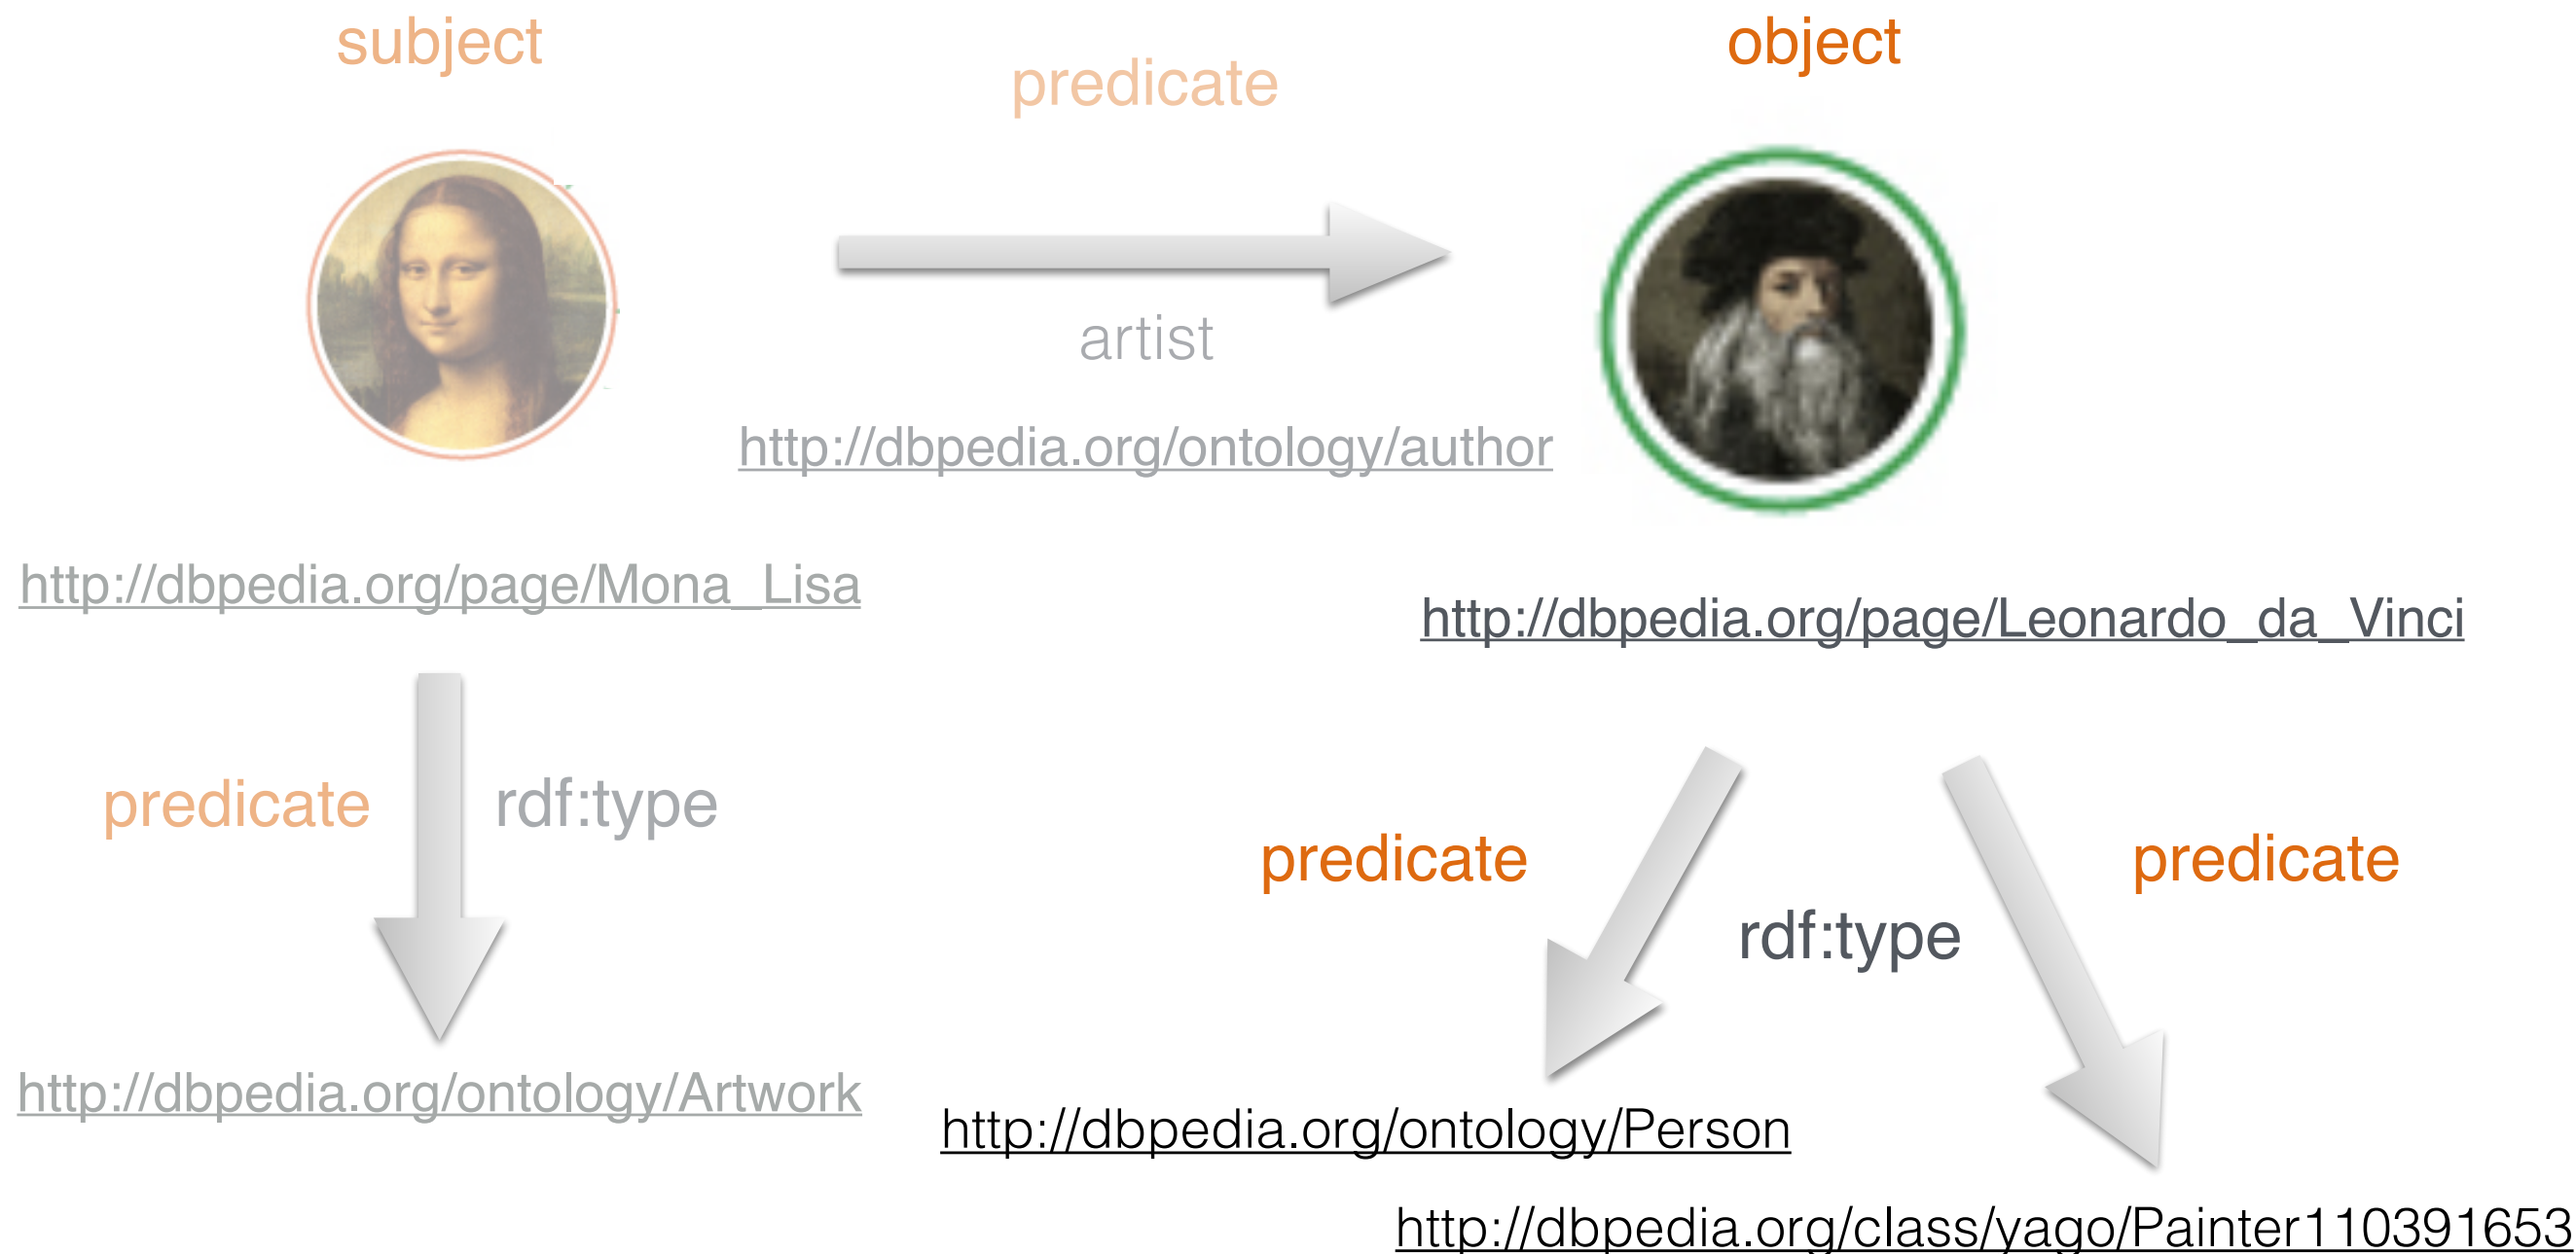 subject
predicate
object
artist
http://dbpedia.org/ontology/author
http://dbpedia.org/page/Mona_Lisa
http://dbpedia.org/page/Leonardo_da_Vinci
predicate
rdf:type
predicate
rdf:type
predicate
http://dbpedia.org/ontology/Artwork
http://dbpedia.org/ontology/Person
http://dbpedia.org/class/yago/Painter110391653